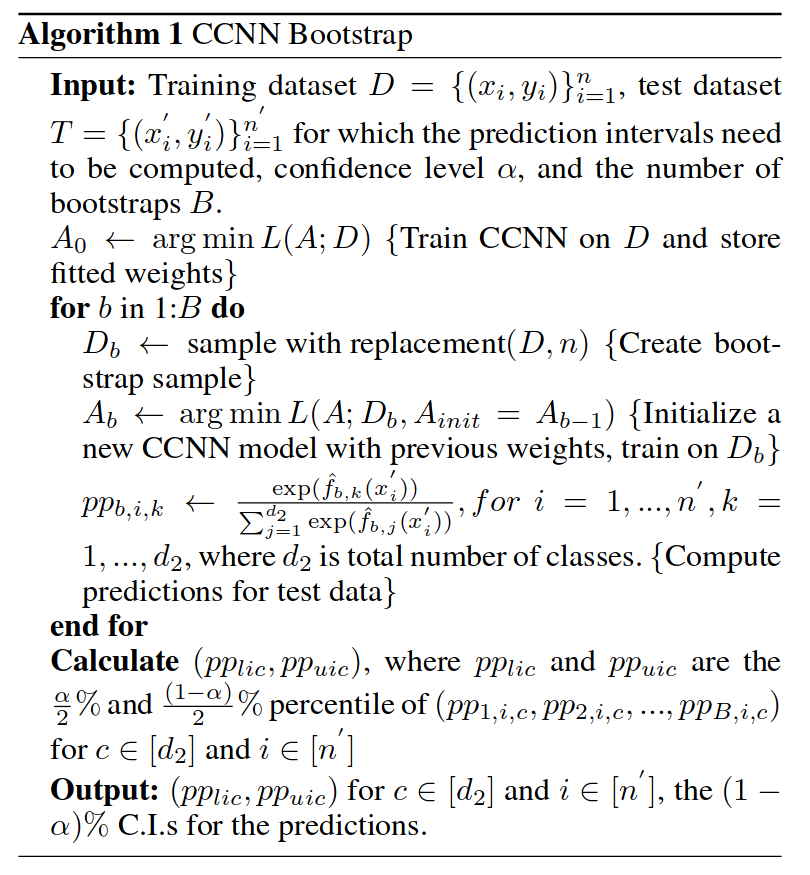 Algorithm 1 CCNN Bootstrap
Input: Training dataset $D = \{(x_i, y_i)\}_{i=1}^{n}$, test dataset
$T = \{(x_i^{'}, y_i^{'})\}_{i=1}^{n^{'}}$ for which the prediction intervals need
to be computed, confidence level $\alpha$, and the number of
bootstraps $B$.
$A_0 \leftarrow \arg\min L(A; D)$ {Train CCNN on $D$ and store
fitted weights}
for $b$ in 1:$B$ do
$D_b \leftarrow$ sample with replacement$(D, n)$ {Create boot-
strap sample}
$A_b \leftarrow \arg\min L(A; D_b, A_{init} = A_{b-1})$ {Initialize a
new CCNN model with previous weights, train on $D_b$}
$pp_{b,i,k} \leftarrow \frac{\exp(\hat{f}_{b,k}(x_i^{'}))}{\sum_{j=1}^{d_2} \exp(\hat{f}_{b,j}(x_i^{'}))}, for\ i = 1, ..., n^{'}, k =$
$1, ..., d_2$, where $d_2$ is total number of classes. {Compute
predictions for test data}
end for
Calculate $(pp_{lic}, pp_{uic})$, where $pp_{lic}$ and $pp_{uic}$ are the
$\frac{\alpha}{2}\%$ and $\frac{(1-\alpha)}{2}\%$ percentile of $(pp_{1,i,c}, pp_{2,i,c}, ..., pp_{B,i,c})$
for $c \in [d_2]$ and $i \in [n^{'}]$
Output: $(pp_{lic}, pp_{uic})$ for $c \in [d_2]$ and $i \in [n^{'}]$, the $(1 -$
$\alpha)\%$ C.I.s for the predictions.